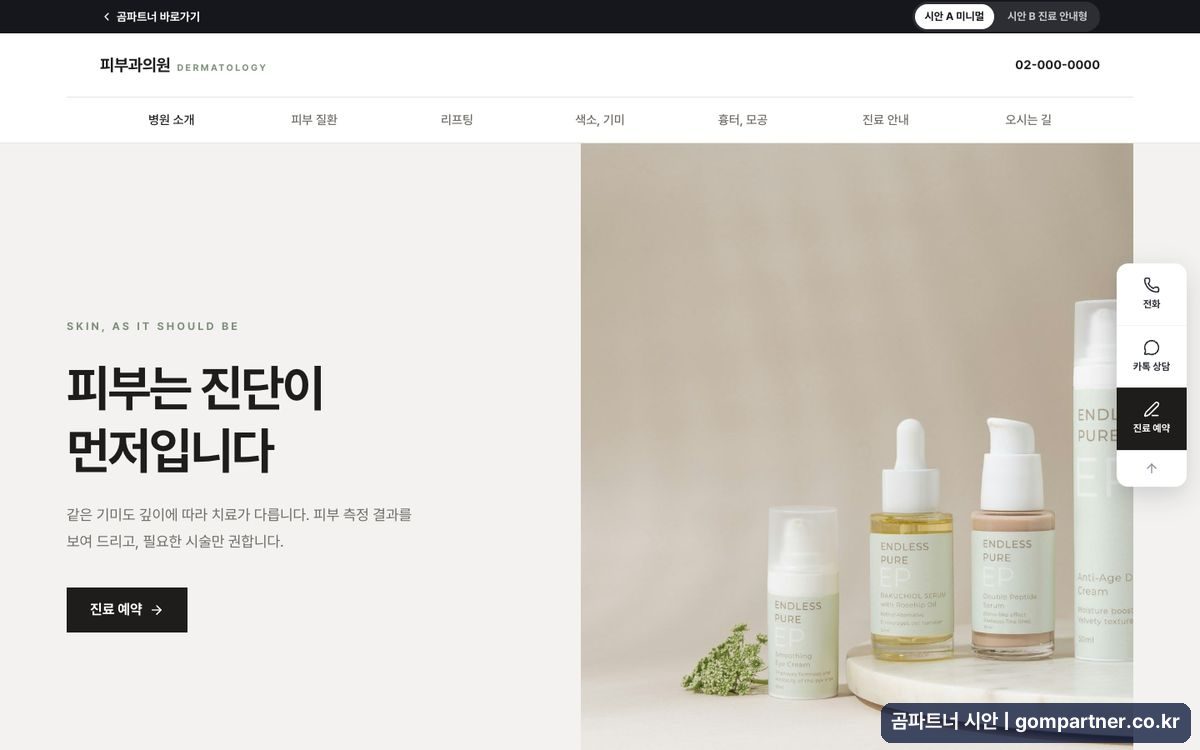 곰파트너 바로가기
시안 A 미니멀
시안 B 진료 안내형
피부과의원 DERMATOLOGY
02-000-0000
병원 소개
피부 질환
리프팅
색소, 기미
흉터, 모공
진료 안내
오시는 길
SKIN, AS IT SHOULD BE
피부는 진단이
먼저입니다
같은 기미도 깊이에 따라 치료가 다릅니다. 피부 측정 결과를
보여 드리고, 필요한 시술만 권합니다.
진료 예약
전화
카톡 상담
진료 예약
ENDLESS
PURE
EP
Smoothing
Eye Cream
ENDLESS
PURE
EP
BAKUCHIOL SERUM
with Rosehip Oil
ENDLESS
PURE
EP
Double Peptide
Serum
ENDL
PURE
EP
Anti-Age D
Cream
Moisture boost
Velvety texture
50ml
곰파트너 시안 | gompartner.co.kr